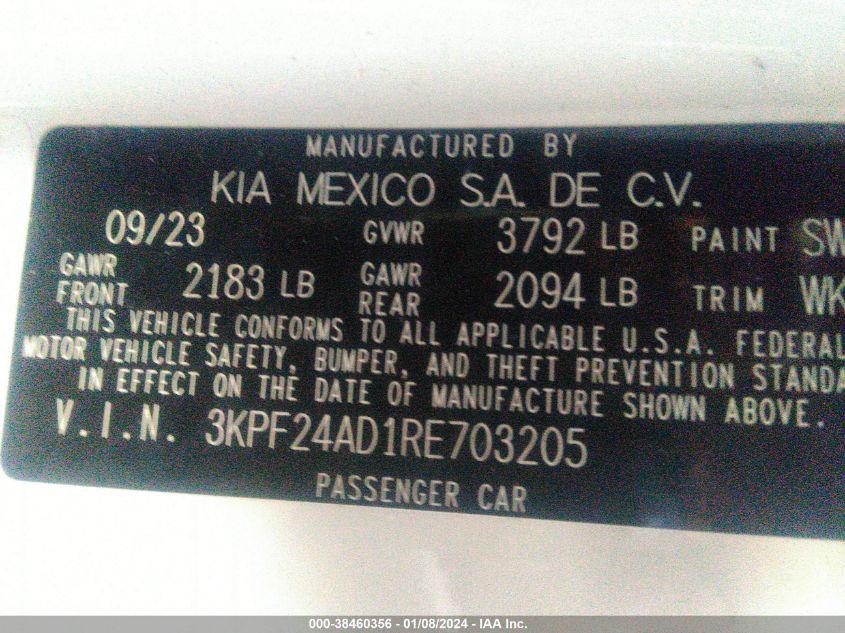 MANUFACTURED BY
KIA MEXICO S.A. DE C.V.
09/23 GVWR 3792 LB PAINT SW
GAWR FRONT 2183 LB GAWR REAR 2094 LB TRIM WK
THIS VEHICLE CONFORMS TO ALL APPLICABLE U.S.A. FEDERAL
MOTOR VEHICLE SAFETY, BUMPER, AND THEFT PREVENTION STANDA
IN EFFECT ON THE DATE OF MANUFACTURE SHOWN ABOVE.
V.I.N. 3KPF24AD1RE703205
PASSENGER CAR
000-38460356 - 01/08/2024 - IAA Inc.